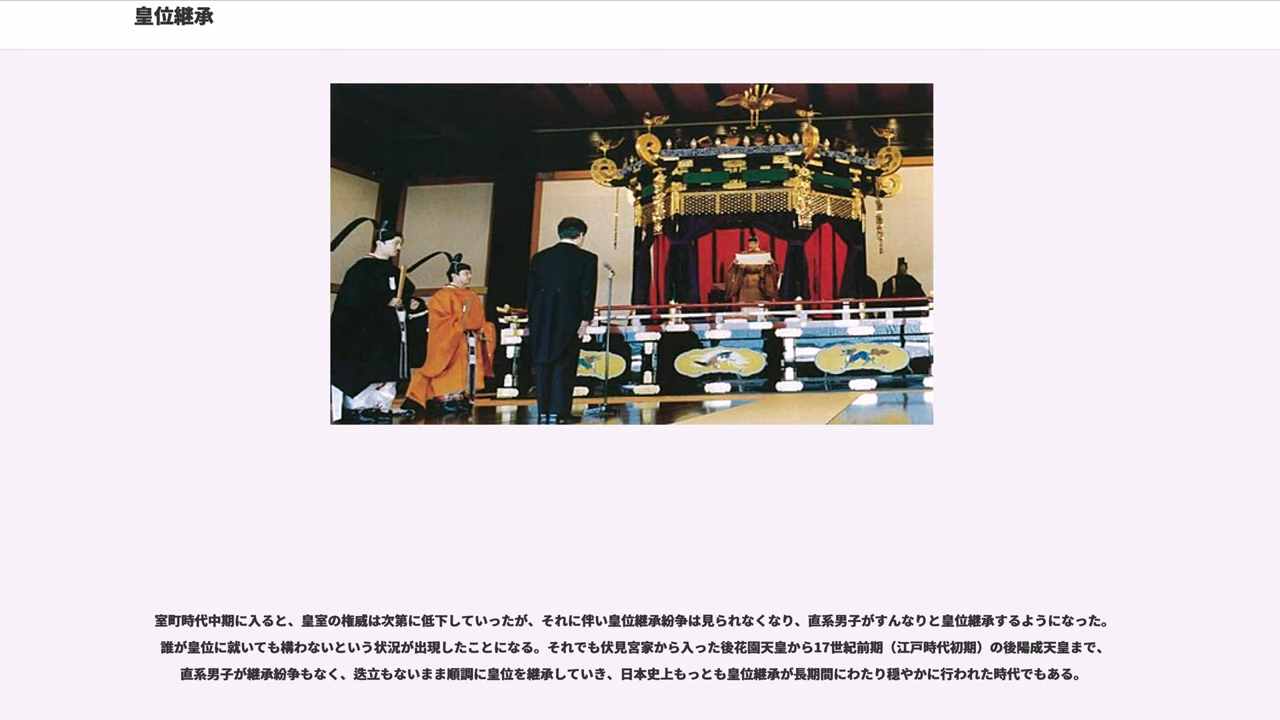 皇位継承
室町時代中期に入ると、皇室の権威は次第に低下していったが、それに伴い皇位継承紛争は見られなくなり、直系男子がすんなりと皇位継承するようになった。
誰が皇位に就いても構わないという状況が出現したことになる。それでも伏見宮家から入った後花園天皇から17世紀前期（江戸時代初期）の後陽成天皇まで、
直系男子が継承紛争もなく、迭立もないまま順調に皇位を継承していき、日本史上もっとも皇位継承が長期間にわたり穏やかに行われた時代でもある。